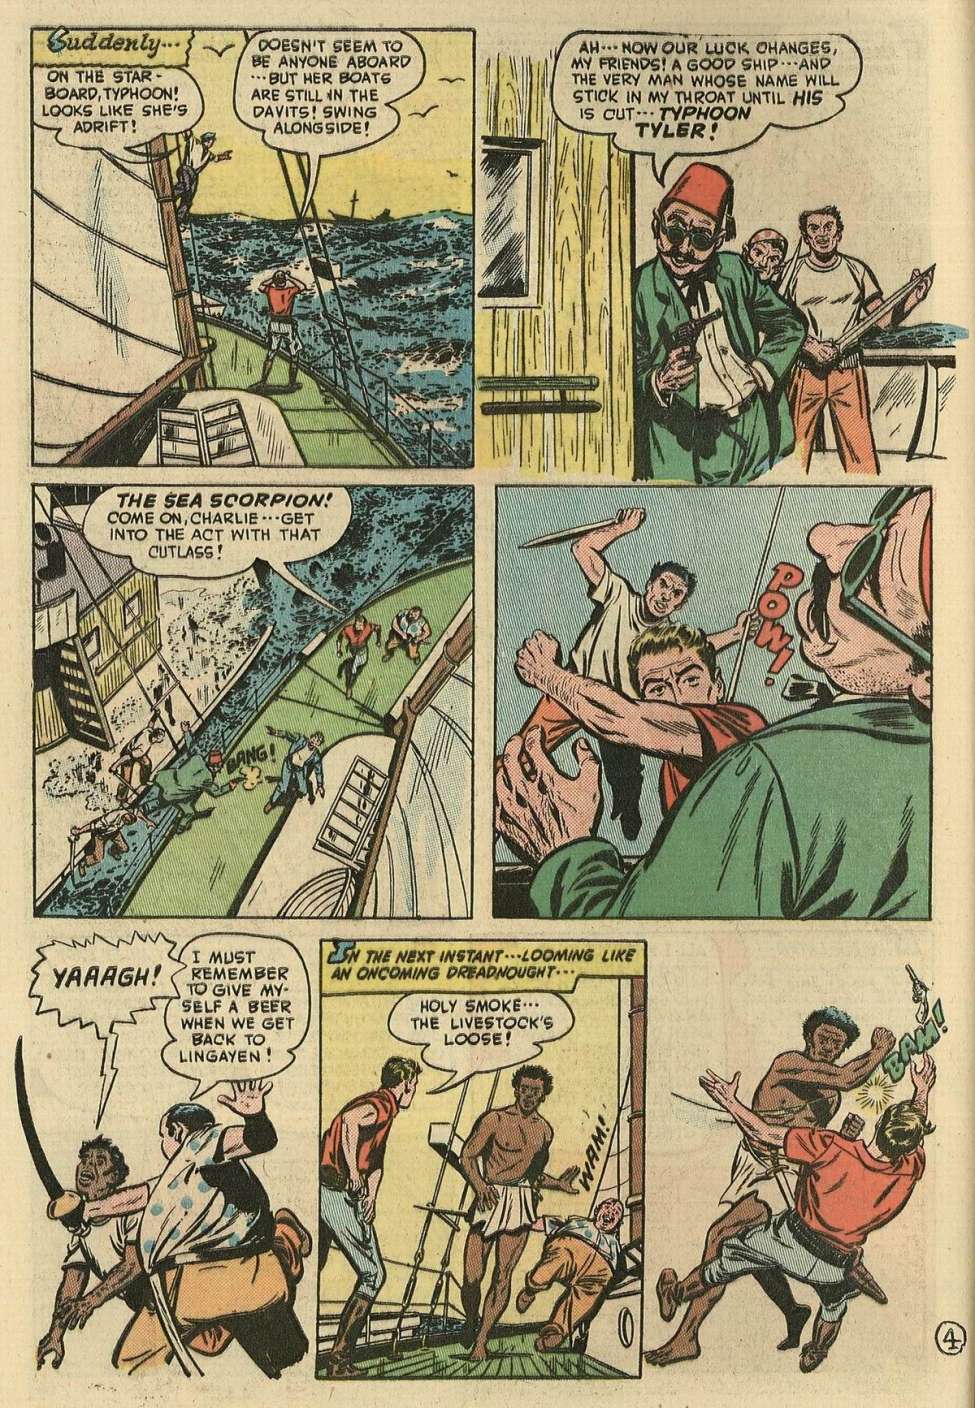 Suddenly...
ON THE STAR-
BOARD, TYPHOON!
LOOKS LIKE SHE'S
ADRIFT!
DOESN'T SEEM TO
BE ANYONE ABOARD
...BUT HER BOATS
ARE STILL IN THE
DAVITS! SWING
ALONGSIDE!
AH...NOW OUR LUCK CHANGES,
MY FRIENDS! A GOOD SHIP...AND
THE VERY MAN WHOSE NAME WILL
STICK IN MY THROAT UNTIL HIS
IS CUT...TYPHOON
TYLER!
THE SEA SCORPION!
COME ON, CHARLIE...GET
INTO THE ACT WITH THAT
CUTLASS!
BANG!
POW!
YAAAGH!
I MUST
REMEMBER
TO GIVE MY-
SELF A BEER
WHEN WE GET
BACK TO
LINGAYEN!
IN THE NEXT INSTANT...LOOMING LIKE
AN ONCOMING DREADNOUGHT...
HOLY SMOKE...
THE LIVESTOCK'S
LOOSE!
WAM!
BAM!
4